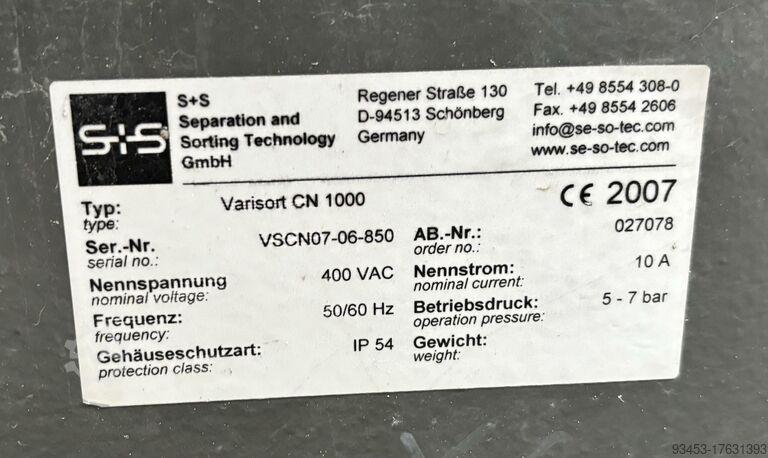 S+S
S+S
Separation and
Sorting Technology
GmbH
Regener Straße 130
D-94513 Schönberg
Germany
Tel. +49 8554 308-0
Fax. +49 8554 2606
info@se-so-tec.com
www.se-so-tec.com
Typ: Varisort CN 1000 CE 2007
type:
Ser.-Nr. VSCN07-06-850 AB.-Nr.: 027078
serial no.: order no.:
Nennspannung 400 VAC Nennstrom: 10 A
nominal voltage: nominal current:
Frequenz: 50/60 Hz Betriebsdruck: 5 - 7 bar
frequency: operation pressure:
Gehäuseschutzart: IP 54 Gewicht:
protection class: weight:
93453-17631393